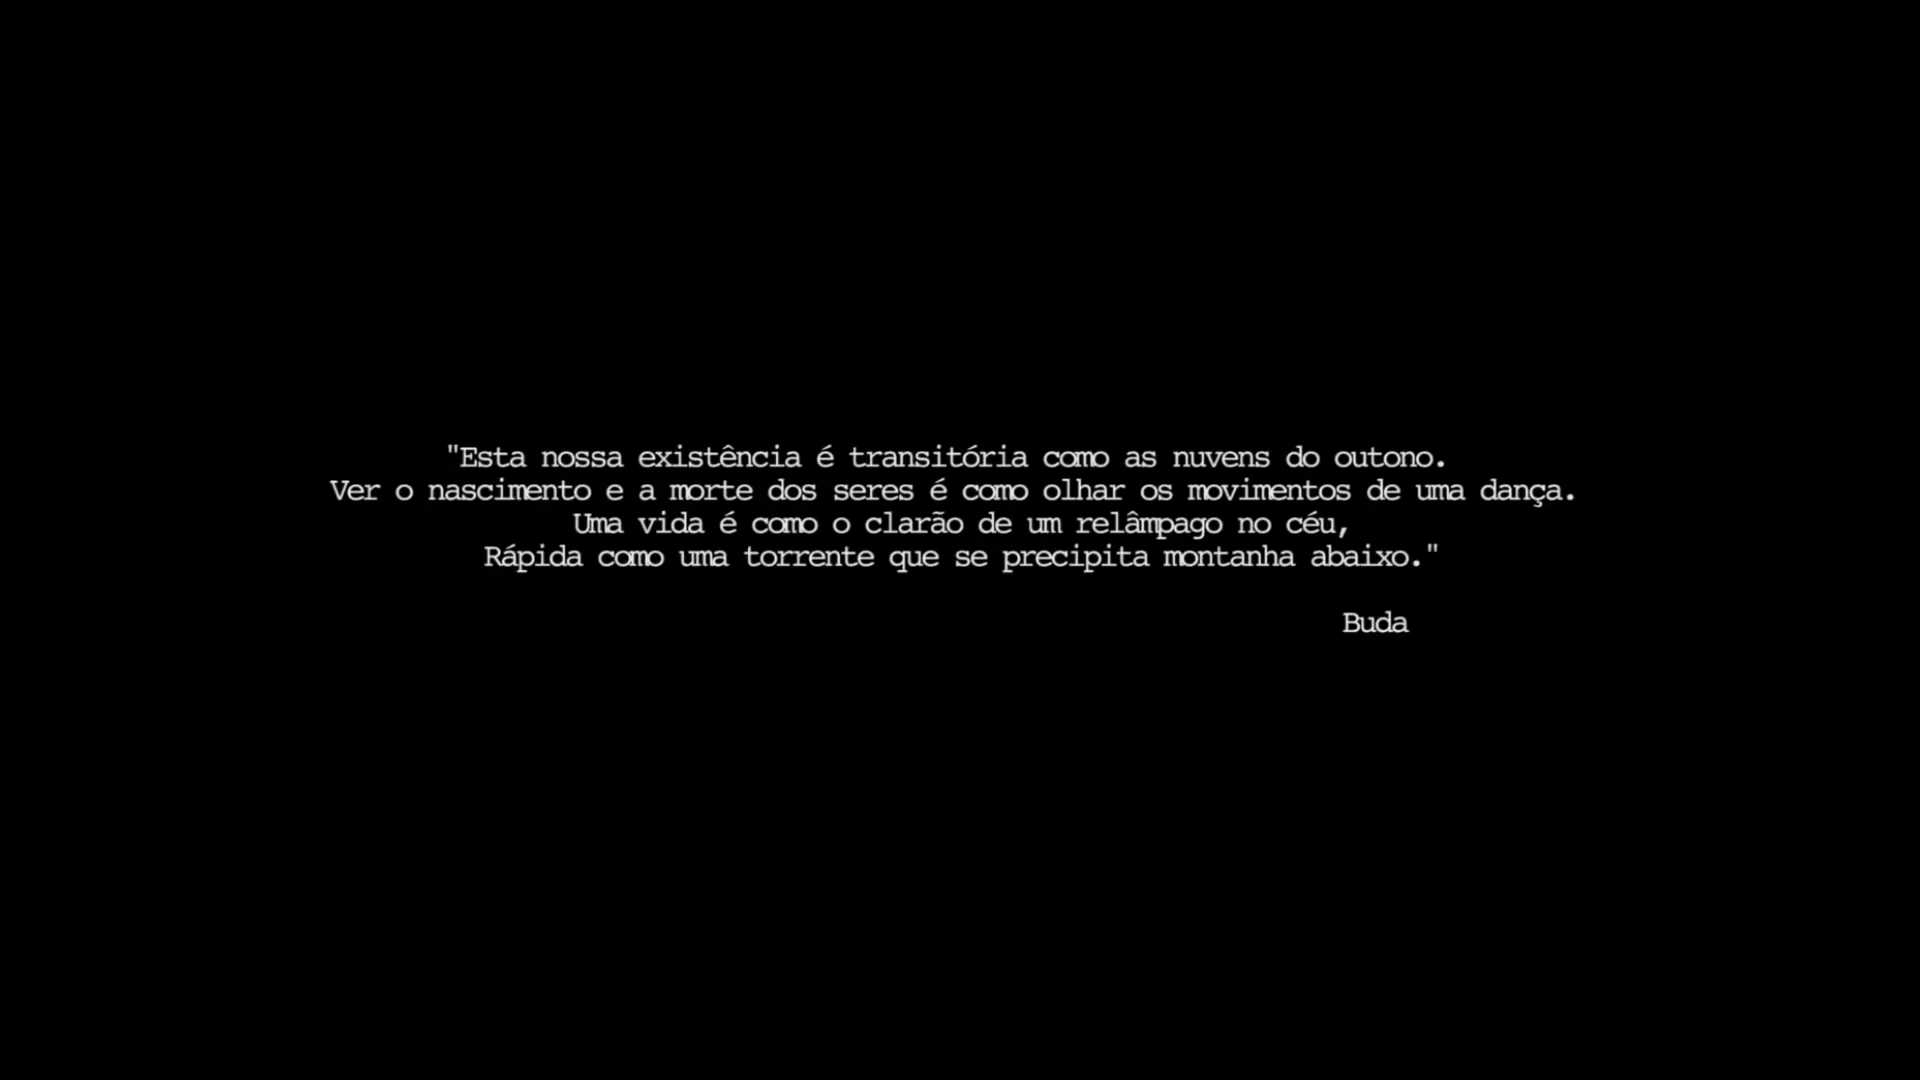 "Esta nossa existência é transitória como as nuvens do outono.
Ver o nascimento e a morte dos seres é como olhar os movimentos de uma dança.
Uma vida é como o clarão de um relâmpago no céu,
Rápida como uma torrente que se precipita montanha abaixo."
Buda